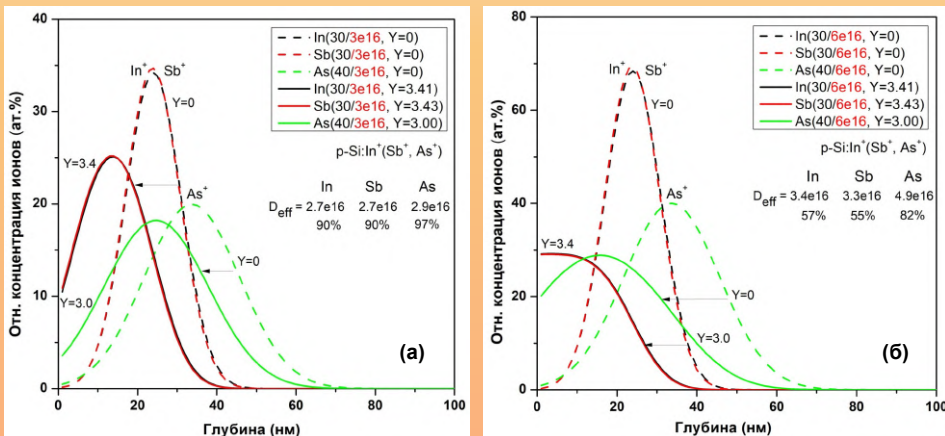 Отн. концентрация ионов (ат.%)
40
30
20
10
0
In(30/3e16, Y=0)
Sb(30/3e16, Y=0)
As(40/3e16, Y=0)
In(30/3e16, Y=3.41)
Sb(30/3e16, Y=3.43)
As(40/3e16, Y=3.00)
In⁺ Sb⁺
Y=0
p-Si:In⁺(Sb⁺, As⁺)
In Sb As
D_eff = 2.7e16 2.7e16 2.9e16
90% 90% 97%
Y=3.4
As⁺
Y=0
Y=3.0
(а)
0 20 40 60 80 100
Глубина (нм)
Отн. концентрация ионов (ат.%)
80
60
40
20
0
In(30/6e16, Y=0)
Sb(30/6e16, Y=0)
As(40/6e16, Y=0)
In(30/6e16, Y=3.41)
Sb(30/6e16, Y=3.43)
As(40/6e16, Y=3.00)
In⁺ Sb⁺
Y=0
p-Si:In⁺(Sb⁺, As⁺)
In Sb As
D_eff = 3.4e16 3.3e16 4.9e16
57% 55% 82%
As⁺
Y=3.4
Y=0
Y=3.0
(б)
0 20 40 60 80 100
Глубина (нм)